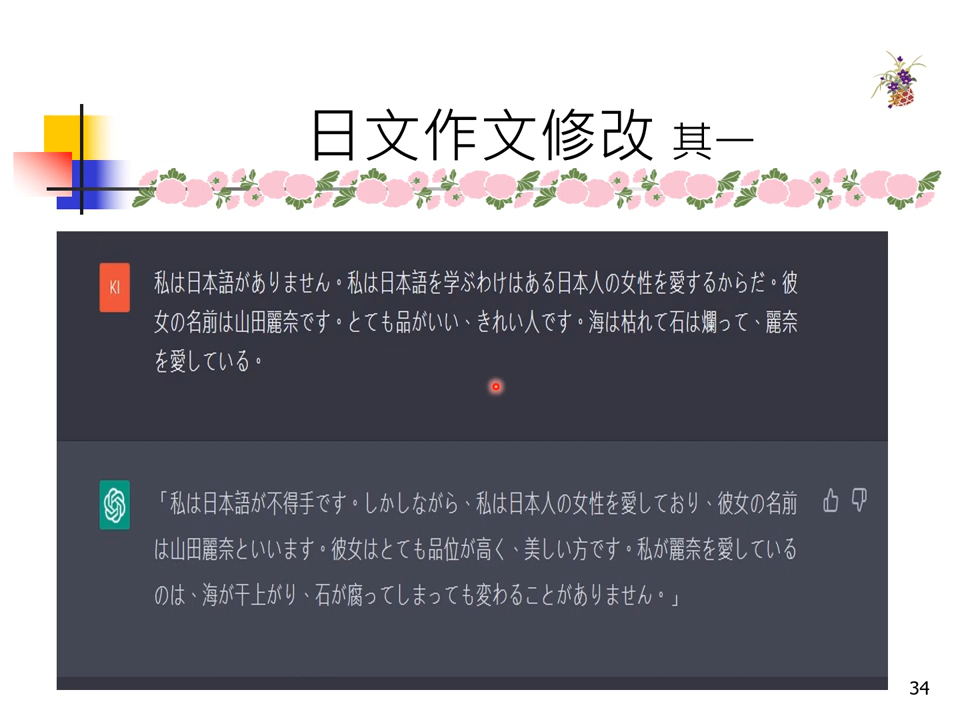 日文作文修改 其一
KI
私は日本語がありません。私は日本語を学ぶわけはある日本人の女性を愛するからだ。彼
女の名前は山田麗奈です。とても品がいい、きれい人です。海は枯れて石は爛って、麗奈
を愛している。
「私は日本語が不得手です。しかしながら、私は日本人の女性を愛しており、彼女の名前
は山田麗奈といいます。彼女はとても品位が高く、美しい方です。私が麗奈を愛している
のは、海が干上がり、石が腐ってしまっても変わることがありません。」
34